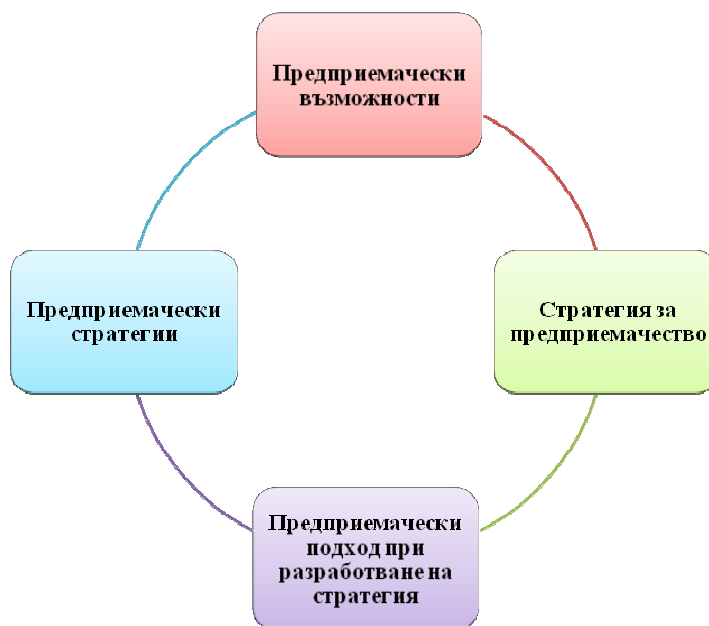 Предприемачески
възможности
Стратегия за
предприемачество
Предприемачески
подход при
разработване на
стратегия
Предприемачески
стратегии